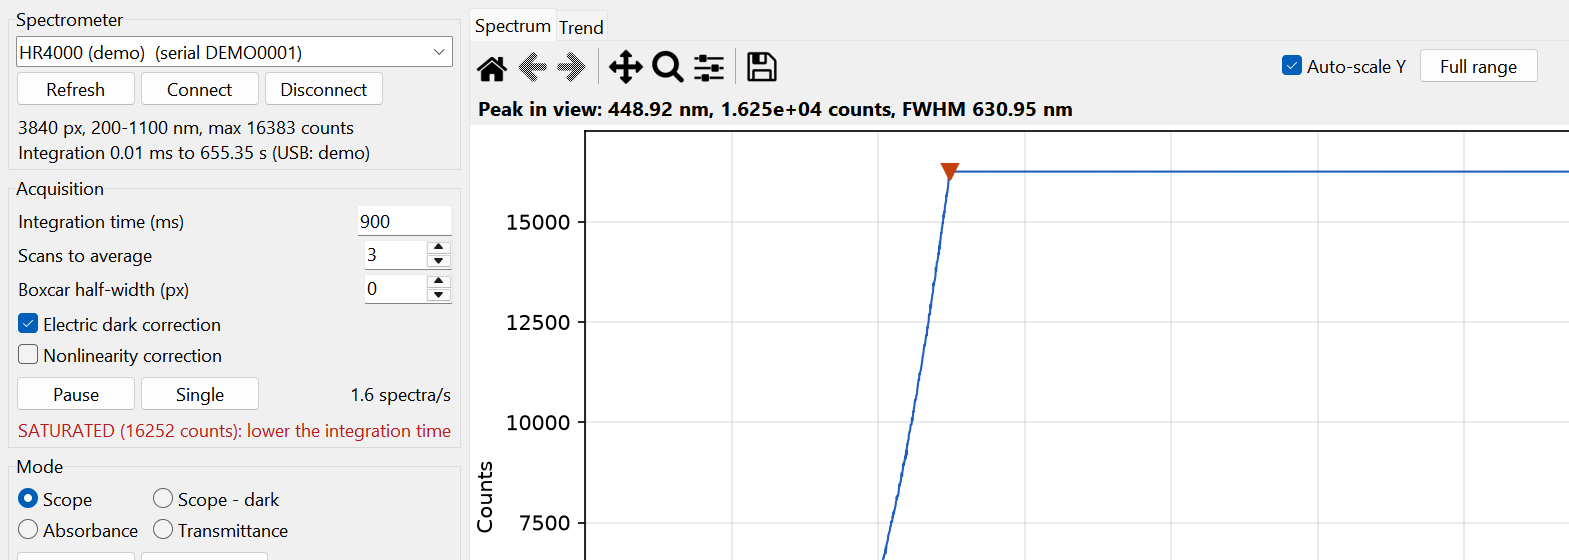 Spectrometer
HR4000 (demo)  (serial DEMO0001)
Refresh Connect Disconnect
3840 px, 200-1100 nm, max 16383 counts
Integration 0.01 ms to 655.35 s (USB: demo)
Acquisition
Integration time (ms) 900
Scans to average 3
Boxcar half-width (px) 0
Electric dark correction
Nonlinearity correction
Pause Single 1.6 spectra/s
SATURATED (16252 counts): lower the integration time
Mode
Scope Scope - dark
Absorbance Transmittance
Spectrum Trend
Auto-scale Y Full range
Peak in view: 448.92 nm, 1.625e+04 counts, FWHM 630.95 nm
15000
12500
10000
7500
Counts